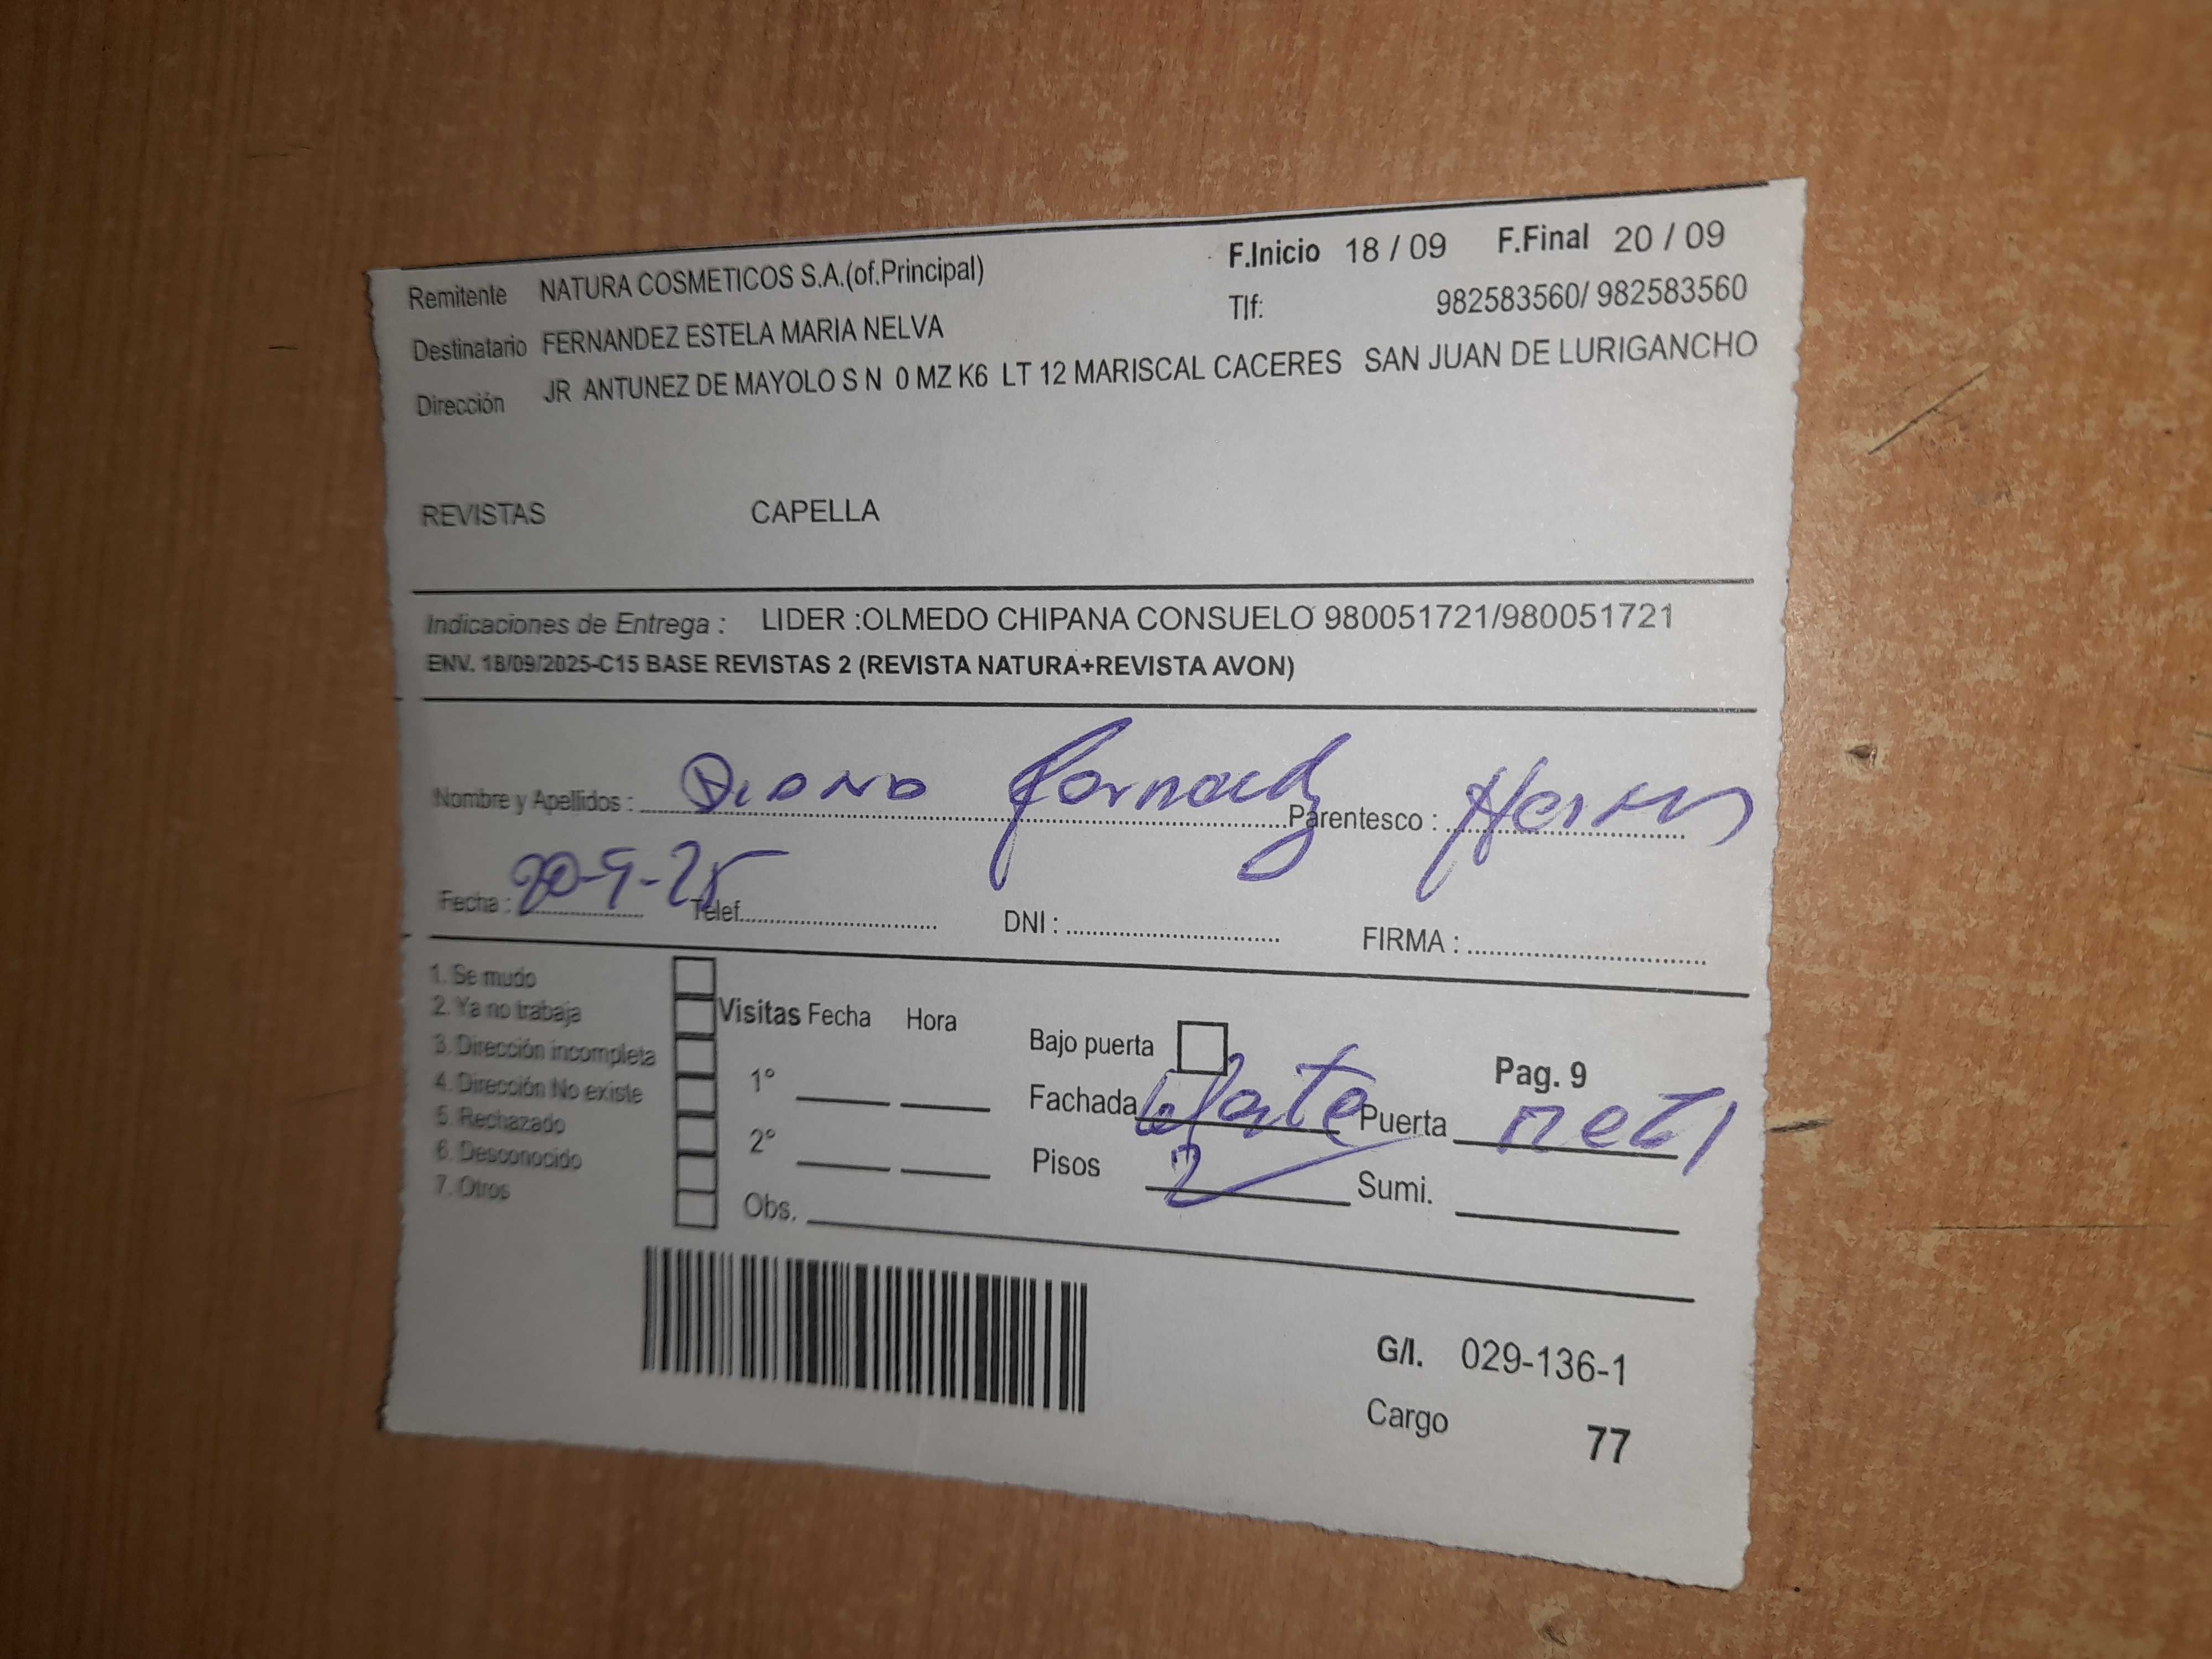 F.Inicio 18 / 09 F.Final 20 / 09
Remitente NATURA COSMETICOS S.A.(of.Principal)
Tlf: 982583560/ 982583560
Destinatario FERNANDEZ ESTELA MARIA NELVA
Dirección JR ANTUNEZ DE MAYOLO S N 0 MZ K6 LT 12 MARISCAL CACERES SAN JUAN DE LURIGANCHO
REVISTAS CAPELLA
Indicaciones de Entrega : LIDER :OLMEDO CHIPANA CONSUELO 980051721/980051721
ENV. 18/09/2025-C15 BASE REVISTAS 2 (REVISTA NATURA+REVISTA AVON)
Nombre y Apellidos : Parentesco :
Fecha : 20-9-25 Telef. DNI : FIRMA :
1. Se mudo
2. Ya no trabaja
3. Dirección incompleta
4. Dirección No existe
5. Rechazado
6. Desconocido
7. Otros
Visitas Fecha Hora
1°
2°
Obs.
Bajo puerta
Fachada
Pisos 2
Pag. 9
Puerta
Sumi.
G/I. 029-136-1
Cargo 77